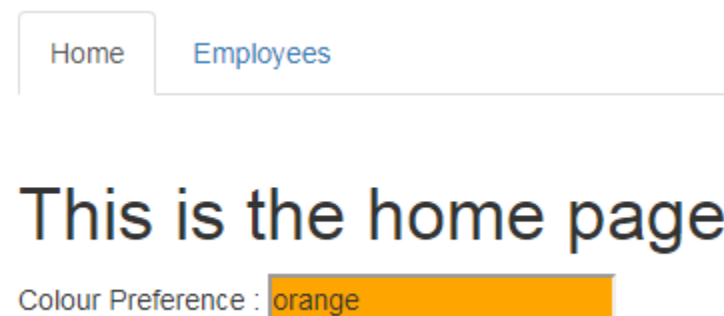 Home Employees
This is the home page
Colour Preference : orange